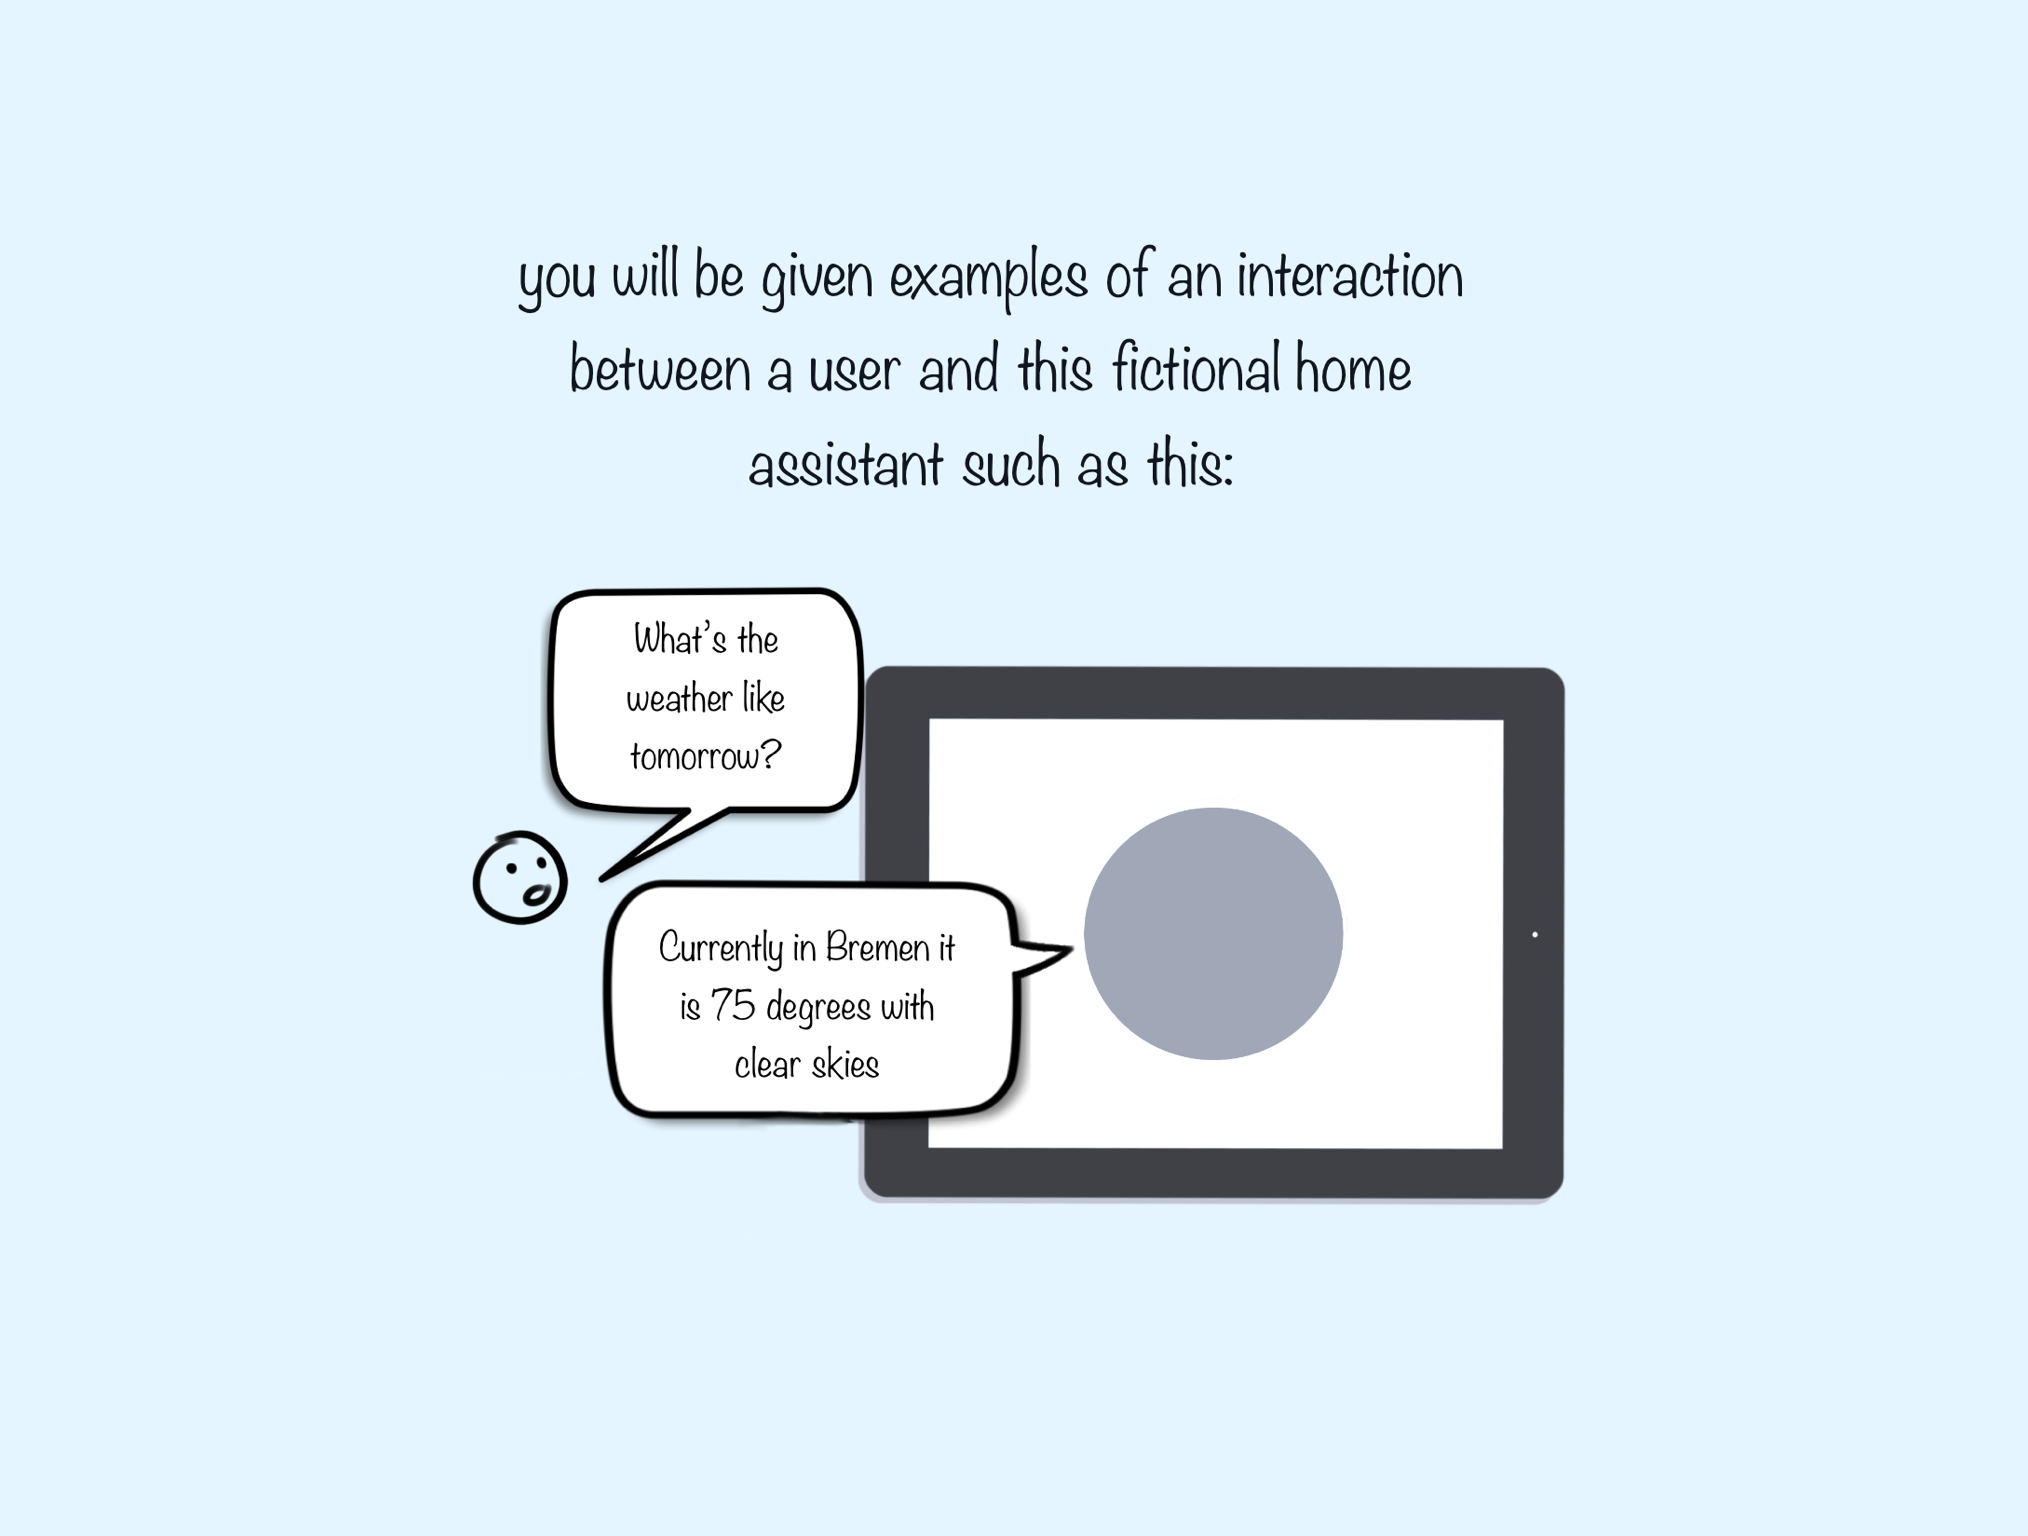 you will be given examples of an interaction
between a user and this fictional home
assistant such as this:
What's the
weather like
tomorrow?
Currently in Bremen it
is 75 degrees with
clear skies